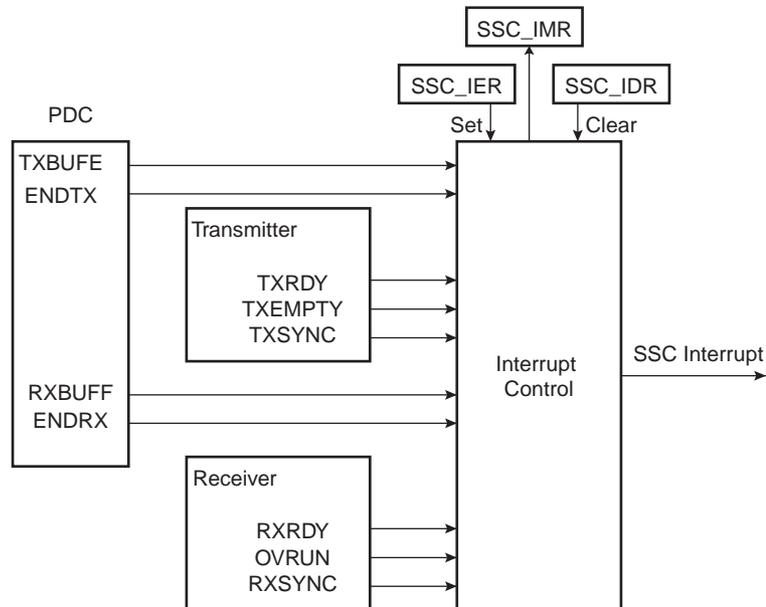 SSC_IMR
SSC_IER
SSC_IDR
PDC
Set
Clear
TXBUFE
ENDTX
Transmitter
TXRDY
TXEMPTY
TXSYNC
Interrupt
Control
SSC Interrupt
RXBUFF
ENDRX
Receiver
RXRDY
OVRUN
RXSYNC